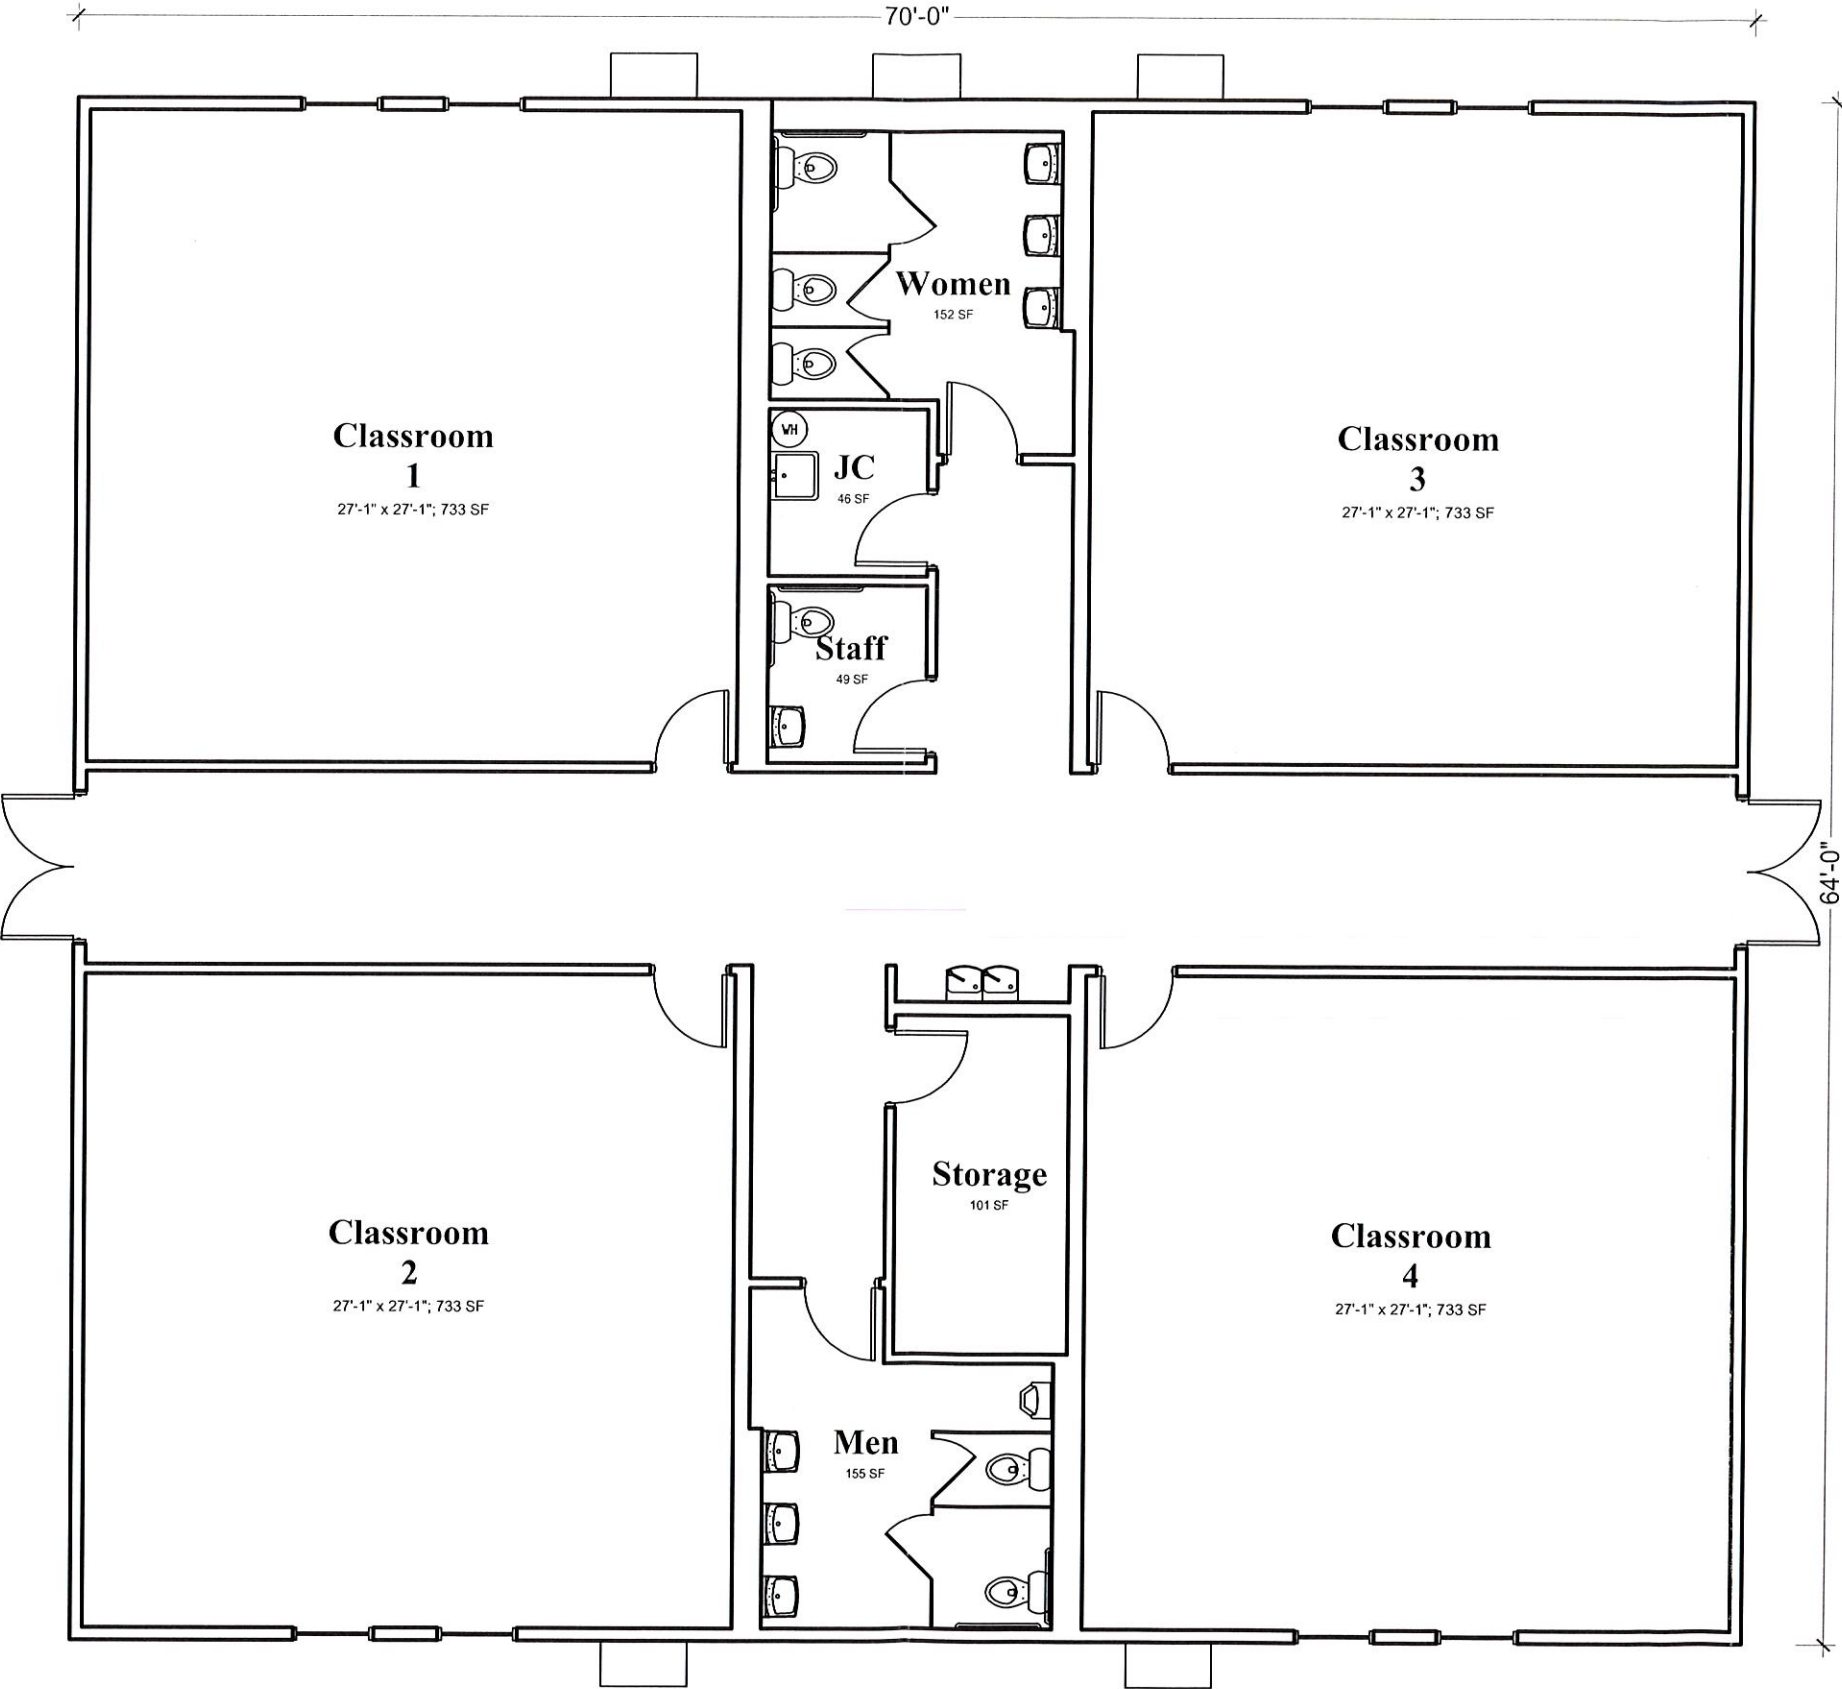 70'-0"
Women
152 SF
Classroom
1
27'-1" x 27'-1"; 733 SF
WH
JC
46 SF
Classroom
3
27'-1" x 27'-1"; 733 SF
Staff
49 SF
64'-0"
Classroom
2
27'-1" x 27'-1"; 733 SF
Storage
101 SF
Classroom
4
27'-1" x 27'-1"; 733 SF
Men
155 SF